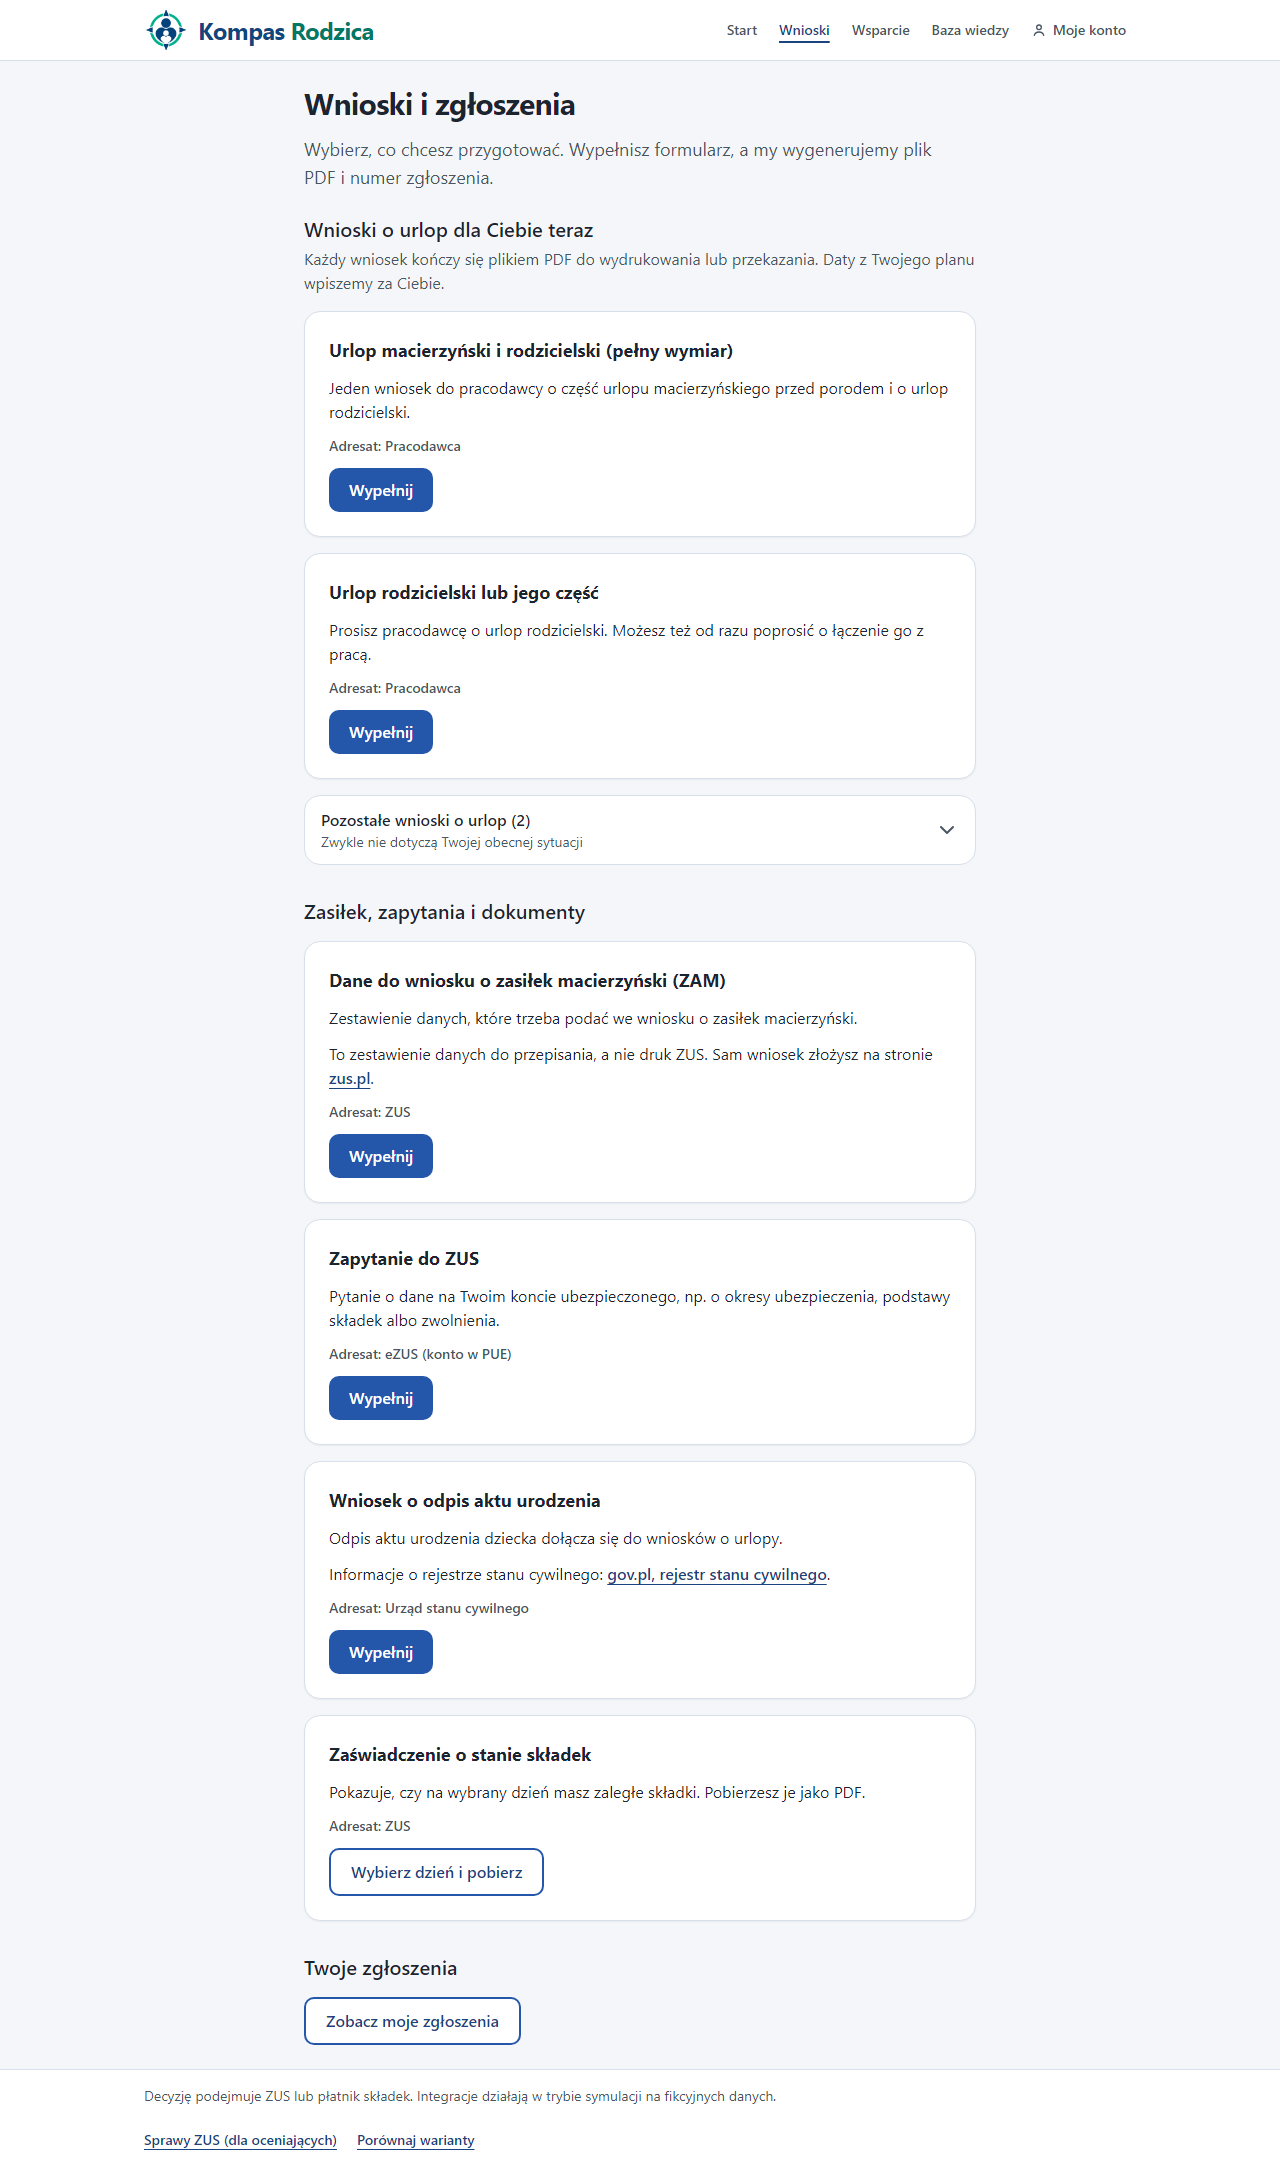 Kompas Rodzica
Start
Wnioski
Wsparcie
Baza wiedzy
Moje konto
Wnioski i zgłoszenia
Wybierz, co chcesz przygotować. Wypełnisz formularz, a my wygenerujemy plik
PDF i numer zgłoszenia.
Wnioski o urlop dla Ciebie teraz
Każdy wniosek kończy się plikiem PDF do wydrukowania lub przekazania. Daty z Twojego planu
wpiszemy za Ciebie.
Urlop macierzyński i rodzicielski (pełny wymiar)
Jeden wniosek do pracodawcy o część urlopu macierzyńskiego przed porodem i o urlop
rodzicielski.
Adresat: Pracodawca
Wypełnij
Urlop rodzicielski lub jego część
Prosisz pracodawcę o urlop rodzicielski. Możesz też od razu poprosić o łączenie go z
pracą.
Adresat: Pracodawca
Wypełnij
Pozostałe wnioski o urlop (2)
Zwykle nie dotyczą Twojej obecnej sytuacji
Zasiłek, zapytania i dokumenty
Dane do wniosku o zasiłek macierzyński (ZAM)
Zestawienie danych, które trzeba podać we wniosku o zasiłek macierzyński.
To zestawienie danych do przepisania, a nie druk ZUS. Sam wniosek złożysz na stronie
zus.pl.
Adresat: ZUS
Wypełnij
Zapytanie do ZUS
Pytanie o dane na Twoim koncie ubezpieczonego, np. o okresy ubezpieczenia, podstawy
składek albo zwolnienia.
Adresat: eZUS (konto w PUE)
Wypełnij
Wniosek o odpis aktu urodzenia
Odpis aktu urodzenia dziecka dołącza się do wniosków o urlopy.
Informacje o rejestrze stanu cywilnego: gov.pl, rejestr stanu cywilnego.
Adresat: Urząd stanu cywilnego
Wypełnij
Zaświadczenie o stanie składek
Pokazuje, czy na wybrany dzień masz zaległe składki. Pobierzesz je jako PDF.
Adresat: ZUS
Wybierz dzień i pobierz
Twoje zgłoszenia
Zobacz moje zgłoszenia
Decyzję podejmuje ZUS lub płatnik składek. Integracje działają w trybie symulacji na fikcyjnych danych.
Sprawy ZUS (dla oceniających)
Porównaj warianty